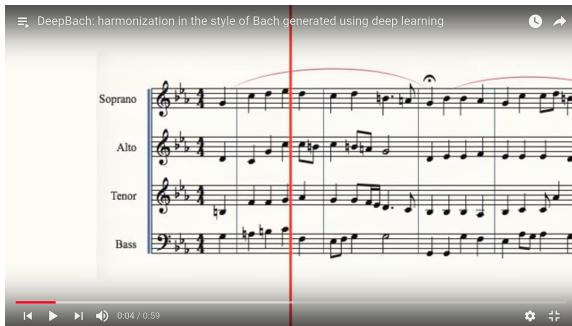 DeepBach: harmonization in the style of Bach generated using deep learning
Soprano
Alto
Tenor
Bass
0:04 / 0:59